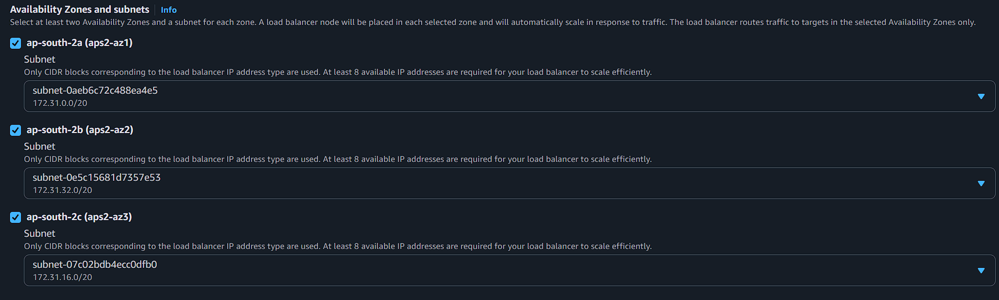 Availability Zones and subnets Info
Select at least two Availability Zones and a subnet for each zone. A load balancer node will be placed in each selected zone and will automatically scale in response to traffic. The load balancer routes traffic to targets in the selected Availability Zones only.
ap-south-2a (aps2-az1)
Subnet
Only CIDR blocks corresponding to the load balancer IP address type are used. At least 8 available IP addresses are required for your load balancer to scale efficiently.
subnet-0aeb6c72c488ea4e5
172.31.0.0/20
ap-south-2b (aps2-az2)
Subnet
Only CIDR blocks corresponding to the load balancer IP address type are used. At least 8 available IP addresses are required for your load balancer to scale efficiently.
subnet-0e5c15681d7357e53
172.31.32.0/20
ap-south-2c (aps2-az3)
Subnet
Only CIDR blocks corresponding to the load balancer IP address type are used. At least 8 available IP addresses are required for your load balancer to scale efficiently.
subnet-07c02bdb4ecc0dfb0
172.31.16.0/20